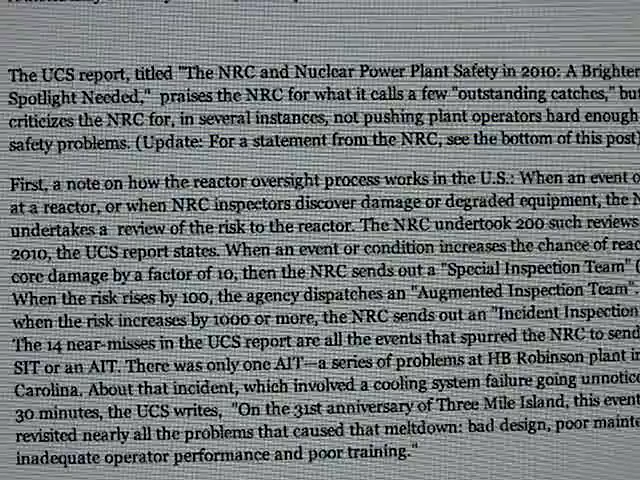 The UCS report, titled "The NRC and Nuclear Power Plant Safety in 2010: A Brighter
Spotlight Needed,"  praises the NRC for what it calls a few "outstanding catches," but
criticizes the NRC for, in several instances, not pushing plant operators hard enough
safety problems. (Update: For a statement from the NRC, see the bottom of this post)
First, a note on how the reactor oversight process works in the U.S.: When an event o
at a reactor, or when NRC inspectors discover damage or degraded equipment, the N
undertakes a  review of the risk to the reactor. The NRC undertook 200 such reviews
2010, the UCS report states. When an event or condition increases the chance of reac
core damage by a factor of 10, then the NRC sends out a "Special Inspection Team" (
When the risk rises by 100, the agency dispatches an "Augmented Inspection Team".
when the risk increases by 1000 or more, the NRC sends out an "Incident Inspection
The 14 near-misses in the UCS report are all the events that spurred the NRC to send
SIT or an AIT. There was only one AIT—a series of problems at HB Robinson plant in
Carolina. About that incident, which involved a cooling system failure going unnotic
30 minutes, the UCS writes,  "On the 31st anniversary of Three Mile Island, this event
revisited nearly all the problems that caused that meltdown: bad design, poor mainte
inadequate operator performance and poor training."